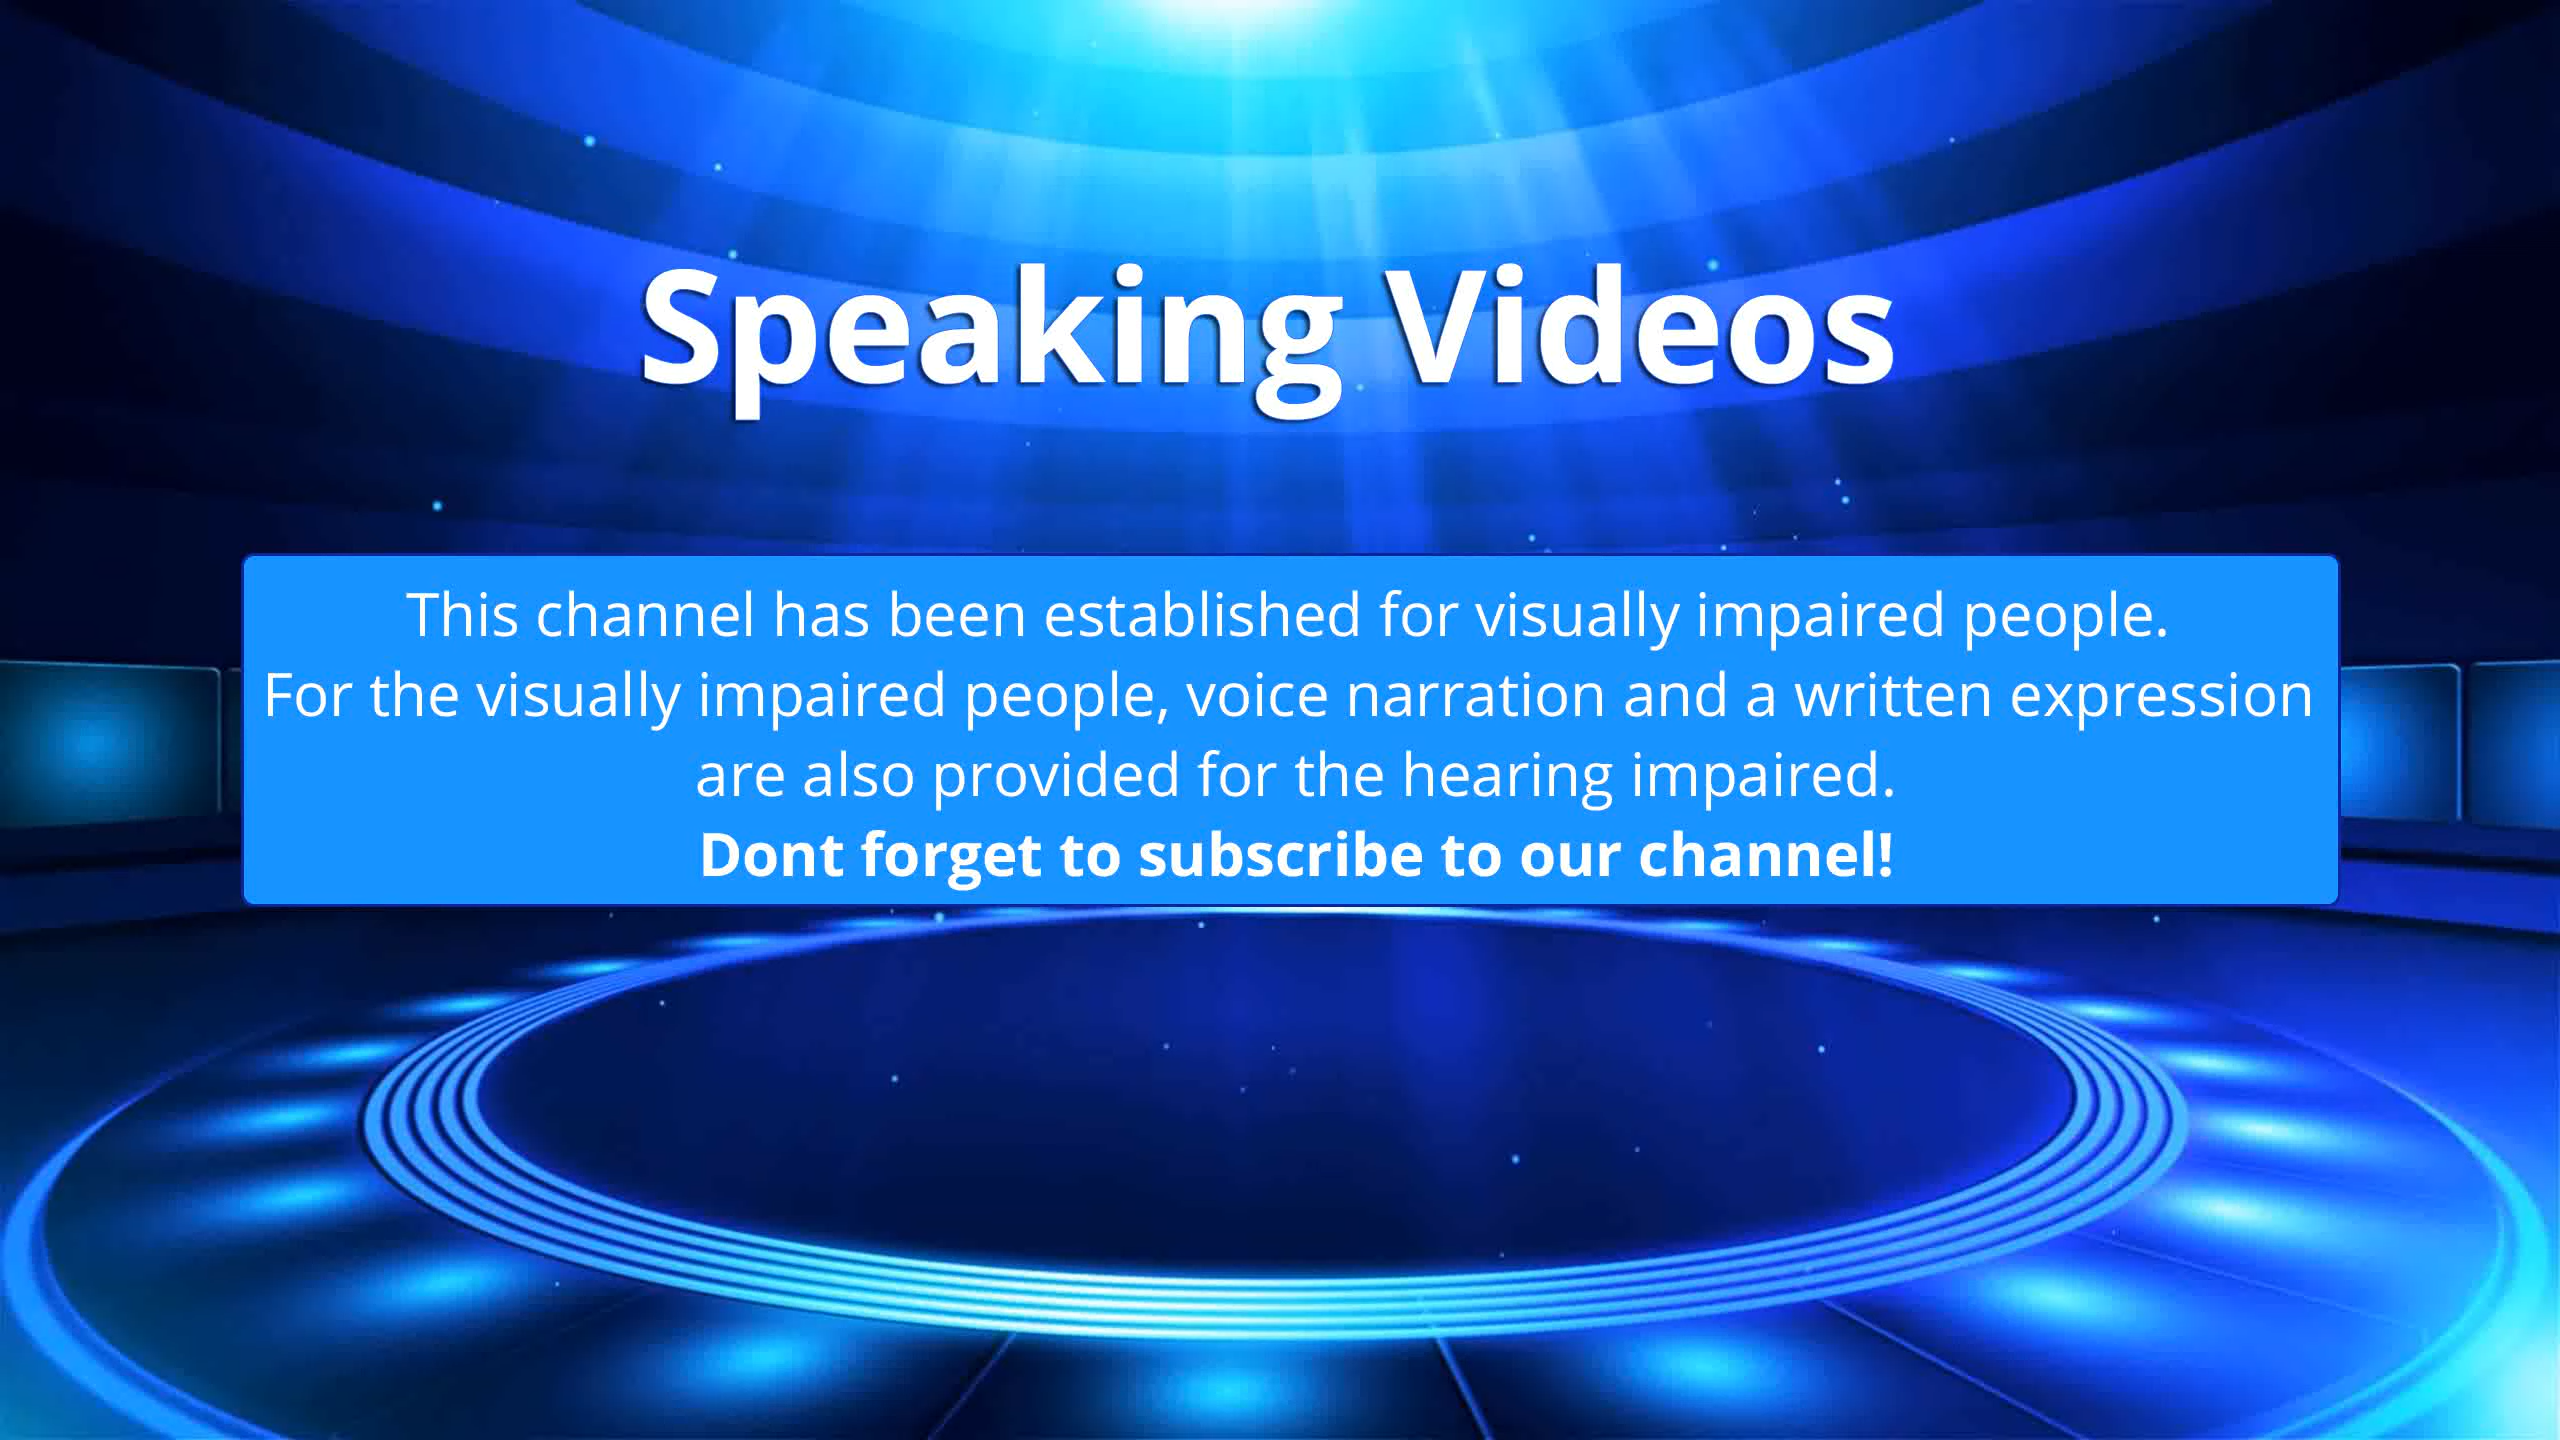 Speaking Videos
This channel has been established for visually impaired people.
For the visually impaired people, voice narration and a written expression
are also provided for the hearing impaired.
Dont forget to subscribe to our channel!